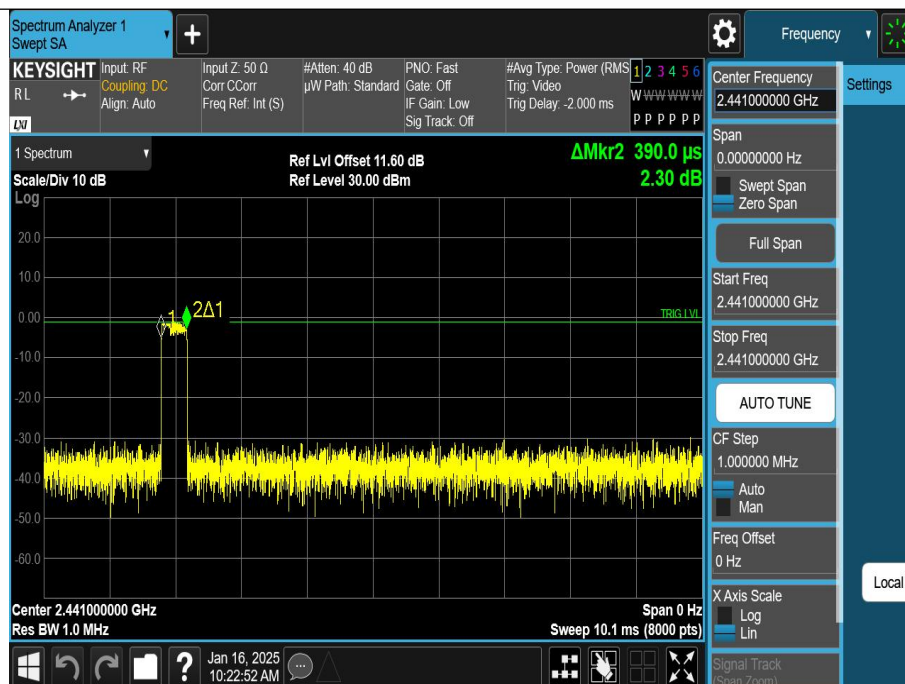 Spectrum Analyzer 1
Swept SA
Frequency
KEYSIGHT
RL
LXI
Input: RF
Coupling: DC
Align: Auto
Input Z: 50 Ω
Corr CCorr
Freq Ref: Int (S)
#Atten: 40 dB
µW Path: Standard
PNO: Fast
Gate: Off
IF Gain: Low
Sig Track: Off
#Avg Type: Power (RMS
Trig: Video
Trig Delay: -2.000 ms
1 2 3 4 5 6
W W W W W W
P P P P P P
1 Spectrum
Scale/Div 10 dB
Log
Ref Lvl Offset 11.60 dB
Ref Level 30.00 dBm
ΔMkr2 390.0 µs
2.30 dB
20.0
10.0
0.00
-10.0
-20.0
-30.0
-40.0
-50.0
-60.0
1
2Δ1
TRIG LVL
Center 2.441000000 GHz
Res BW 1.0 MHz
Span 0 Hz
Sweep 10.1 ms (8000 pts)
Jan 16, 2025
10:22:52 AM
Center Frequency
2.441000000 GHz
Span
0.00000000 Hz
Swept Span
Zero Span
Full Span
Start Freq
2.441000000 GHz
Stop Freq
2.441000000 GHz
AUTO TUNE
CF Step
1.000000 MHz
Auto
Man
Freq Offset
0 Hz
X Axis Scale
Log
Lin
Signal Track
(Span Zoom)
Settings
Local